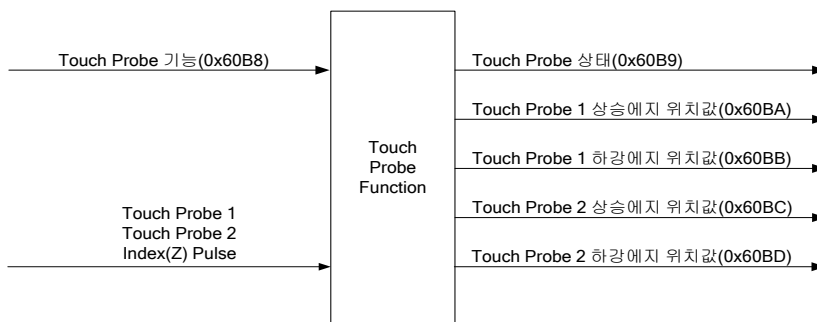 Touch Probe 기능(0x60B8)
Touch Probe 1
Touch Probe 2
Index(Z) Pulse
Touch
Probe
Function
Touch Probe 상태(0x60B9)
Touch Probe 1 상승에지 위치값(0x60BA)
Touch Probe 1 하강에지 위치값(0x60BB)
Touch Probe 2 상승에지 위치값(0x60BC)
Touch Probe 2 하강에지 위치값(0x60BD)